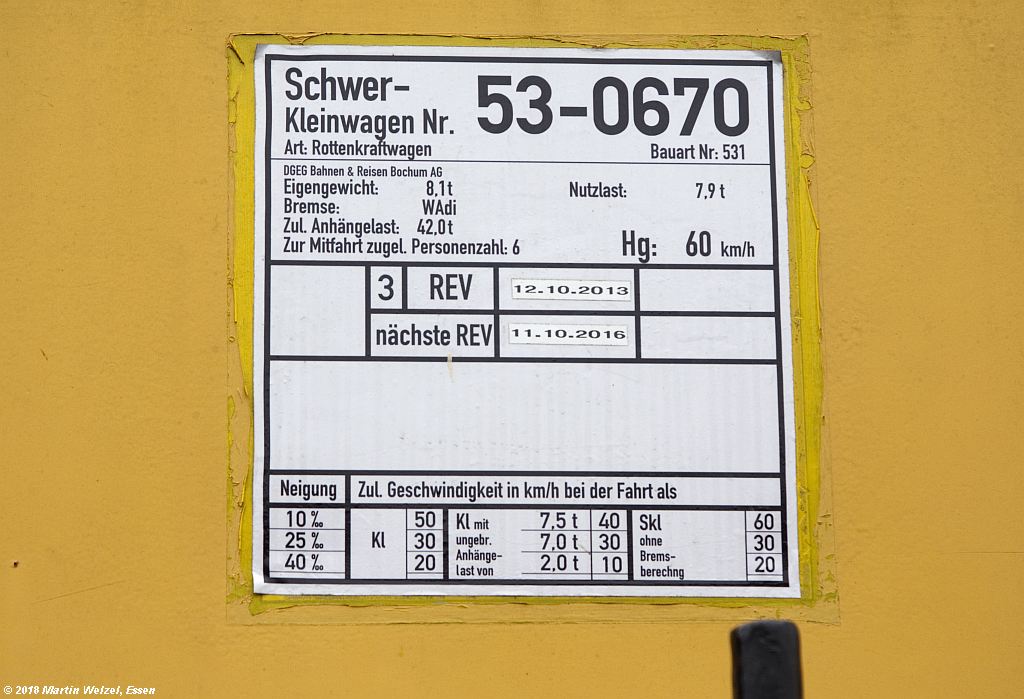 Schwer-
Kleinwagen Nr. 53-0670
Art: Rottenkraftwagen Bauart Nr: 531
DGEG Bahnen & Reisen Bochum AG
Eigengewicht: 8,1 t Nutzlast: 7,9 t
Bremse: WAdi
Zul. Anhängelast: 42,0 t
Zur Mitfahrt zugel. Personenzahl: 6 Hg: 60 km/h
3 REV 12.10.2013
nächste REV 11.10.2016
Neigung Zul. Geschwindigkeit in km/h bei der Fahrt als
10 ‰ 50 Kl mit 7,5 t 40 Skl 60
25 ‰ Kl 30 ungebr. 7,0 t 30 ohne 30
Anhänge- Brems-
40 ‰ 20 last von 2,0 t 10 berechng 20
© 2018 Martin Welzel, Essen